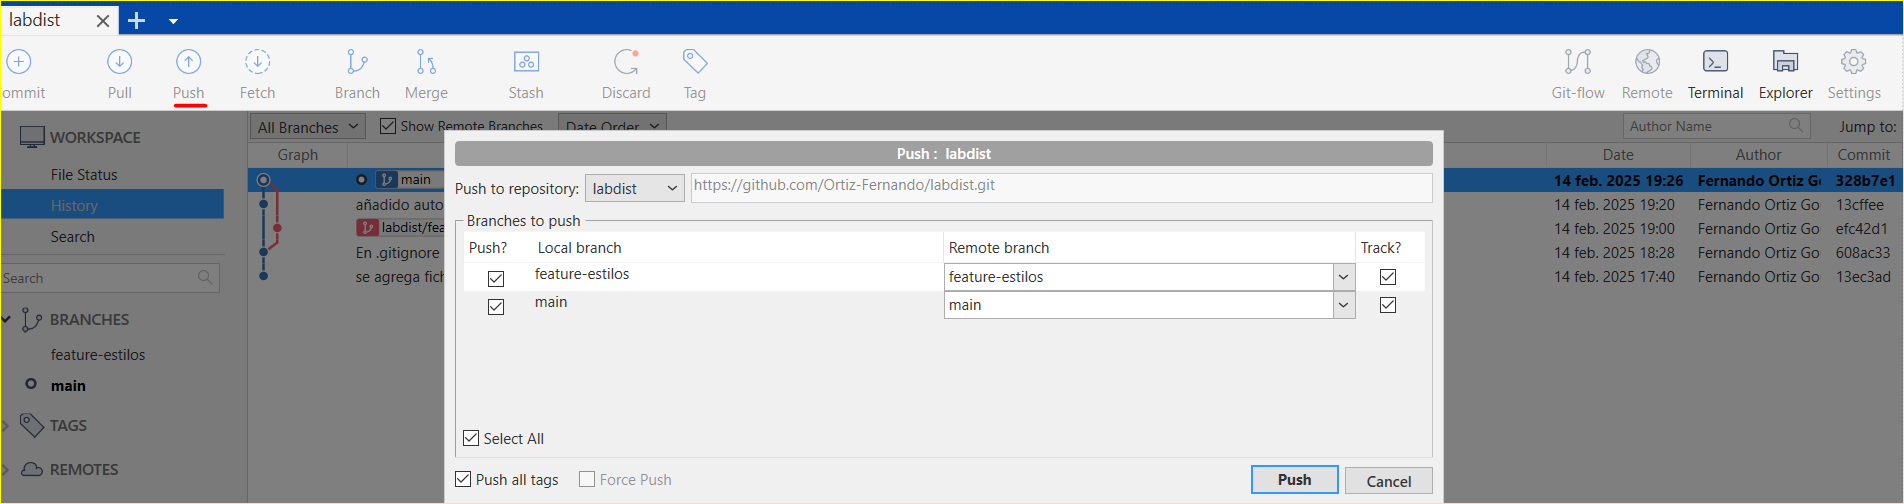 labdist
ommit Pull Push Fetch Branch Merge Stash Discard Tag Git-flow Remote Terminal Explorer Settings
WORKSPACE
File Status
History
Search
Search
BRANCHES
feature-estilos
main
TAGS
REMOTES
All Branches Show Remote Branches Date Order Author Name Jump to:
Graph Date Author Commit
main 14 feb. 2025 19:26 Fernando Ortiz Go 328b7e1
añadido auto 14 feb. 2025 19:20 Fernando Ortiz Go 13cffee
labdist/fea 14 feb. 2025 19:00 Fernando Ortiz Go efc42d1
En .gitignore 14 feb. 2025 18:28 Fernando Ortiz Go 608ac33
se agrega fich 14 feb. 2025 17:40 Fernando Ortiz Go 13ec3ad
Push : labdist
Push to repository: labdist https://github.com/Ortiz-Fernando/labdist.git
Branches to push
Push? Local branch Remote branch Track?
feature-estilos feature-estilos
main main
Select All
Push all tags Force Push Push Cancel